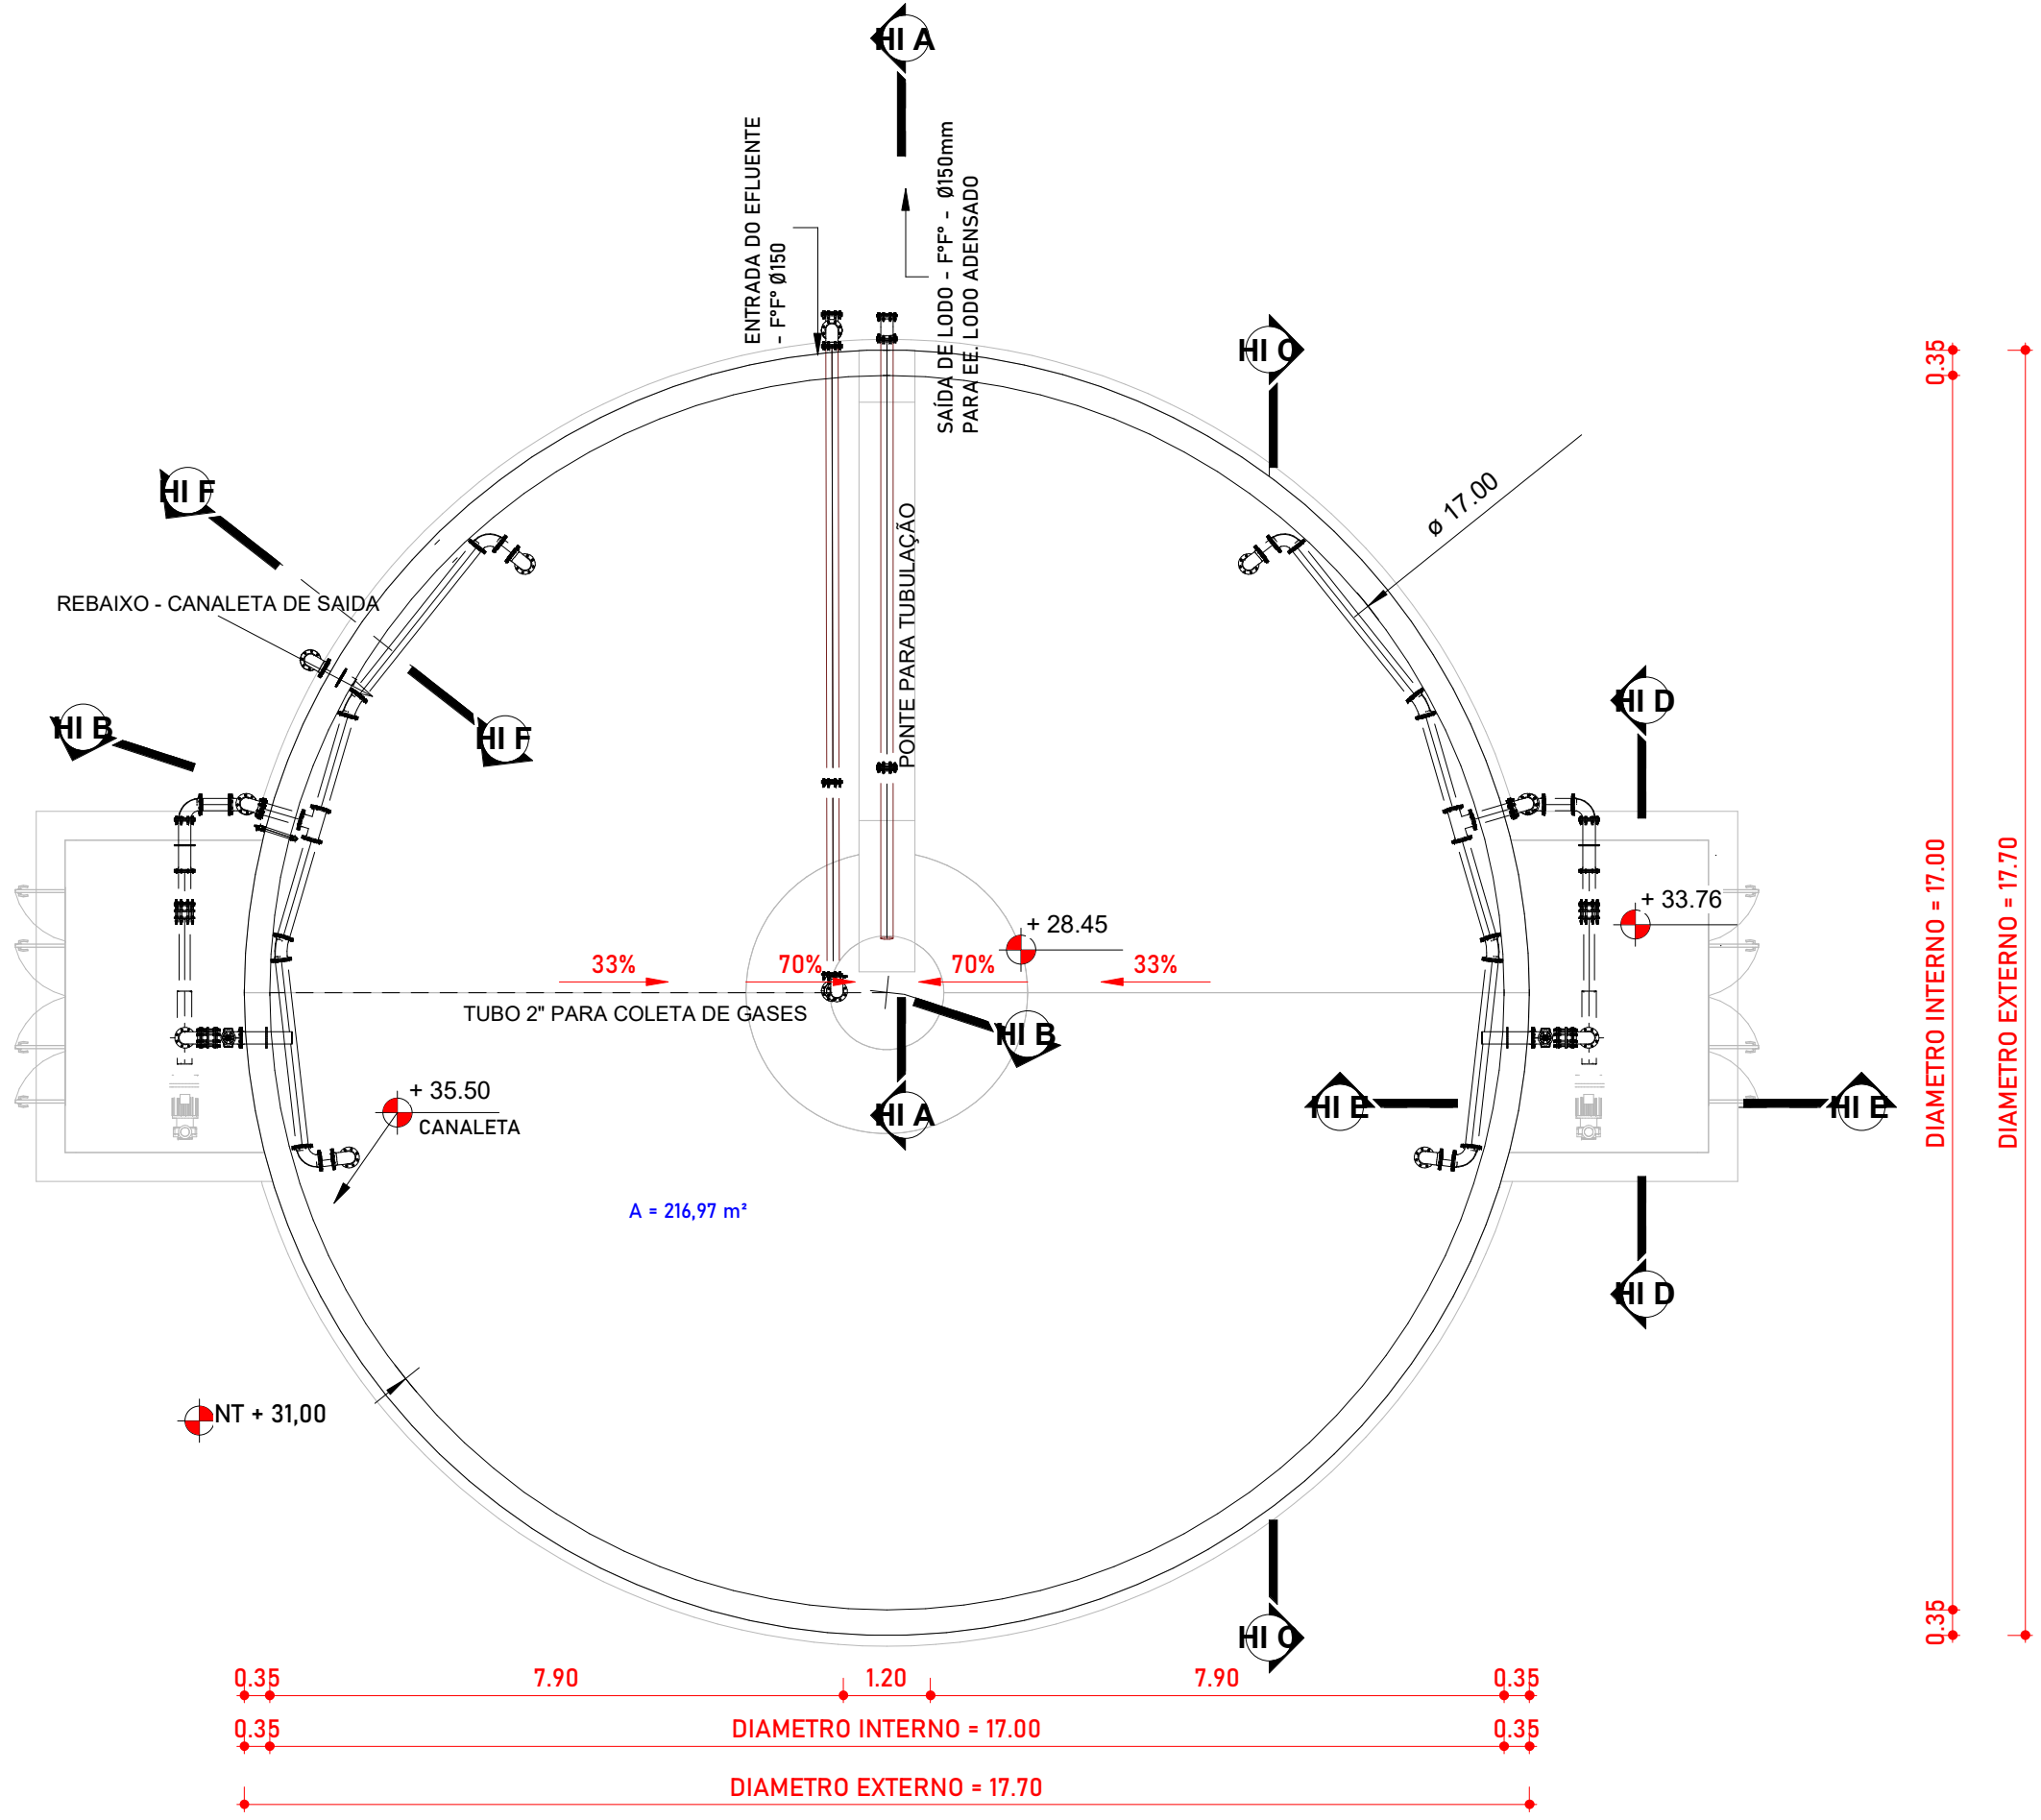 HI A
ENTRADA DO EFLUENTE
- FºFº Ø150
SAÍDA DE LODO - FºFº - Ø150mm
PARA EE. LODO ADENSADO
HI C
0.35
HI F
ø 17.00
REBAIXO - CANALETA DE SAIDA
PONTE PARA TUBULAÇÃO
HI B
HI F
HI D
+ 28.45
+ 33.76
33%
70%
70%
33%
TUBO 2" PARA COLETA DE GASES
HI B
DIAMETRO INTERNO = 17.00
DIAMETRO EXTERNO = 17.70
+ 35.50
CANALETA
HI A
HI E
HI E
A = 216,97 m²
HI D
NT + 31,00
HI C
0.35
0.35
7.90
1.20
7.90
0.35
0.35
DIAMETRO INTERNO = 17.00
0.35
DIAMETRO EXTERNO = 17.70